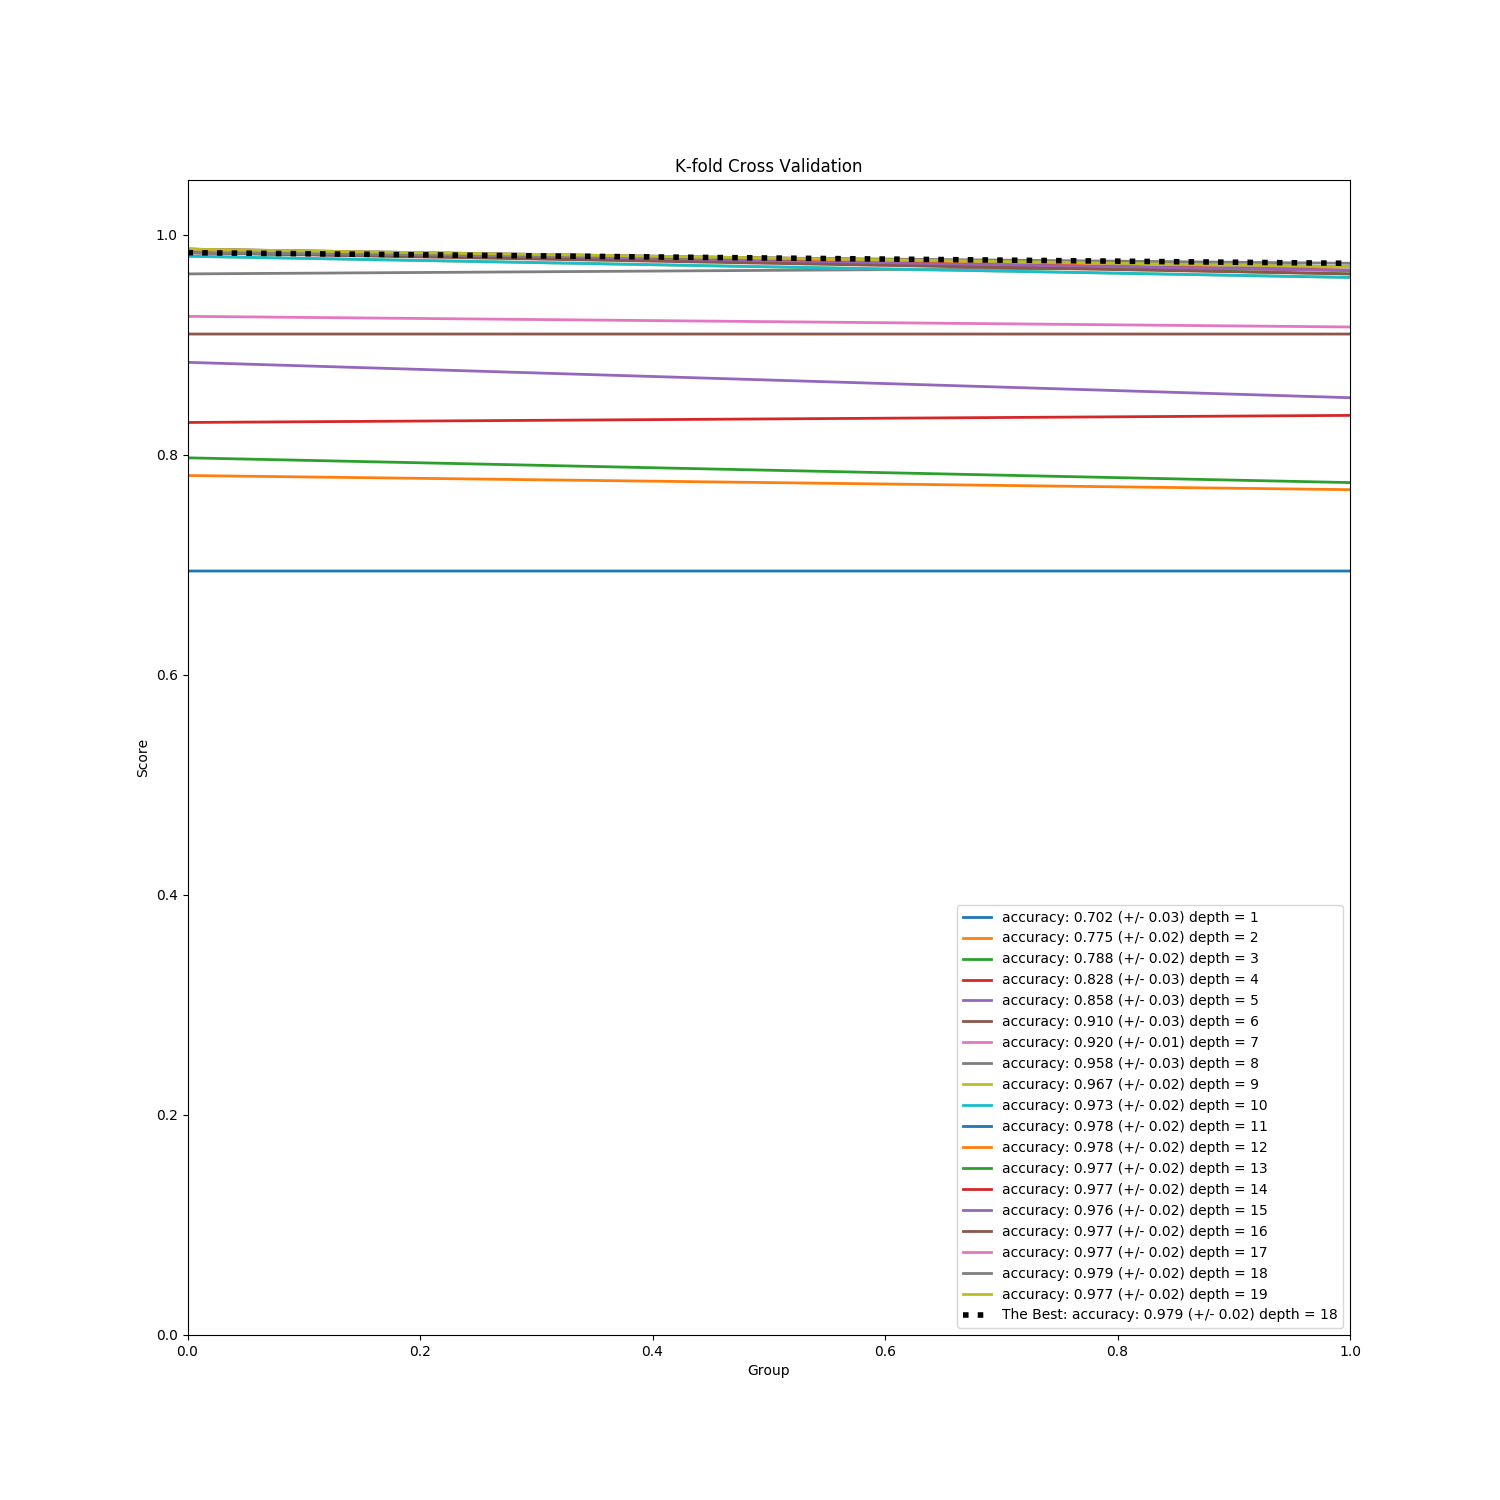 K-fold Cross Validation
1.0
0.8
0.6
0.4
0.2
0.0
Score
0.0 0.2 0.4 0.6 0.8 1.0
Group
accuracy: 0.702 (+/- 0.03) depth = 1
accuracy: 0.775 (+/- 0.02) depth = 2
accuracy: 0.788 (+/- 0.02) depth = 3
accuracy: 0.828 (+/- 0.03) depth = 4
accuracy: 0.858 (+/- 0.03) depth = 5
accuracy: 0.910 (+/- 0.03) depth = 6
accuracy: 0.920 (+/- 0.01) depth = 7
accuracy: 0.958 (+/- 0.03) depth = 8
accuracy: 0.967 (+/- 0.02) depth = 9
accuracy: 0.973 (+/- 0.02) depth = 10
accuracy: 0.978 (+/- 0.02) depth = 11
accuracy: 0.978 (+/- 0.02) depth = 12
accuracy: 0.977 (+/- 0.02) depth = 13
accuracy: 0.977 (+/- 0.02) depth = 14
accuracy: 0.976 (+/- 0.02) depth = 15
accuracy: 0.977 (+/- 0.02) depth = 16
accuracy: 0.977 (+/- 0.02) depth = 17
accuracy: 0.979 (+/- 0.02) depth = 18
accuracy: 0.977 (+/- 0.02) depth = 19
The Best: accuracy: 0.979 (+/- 0.02) depth = 18